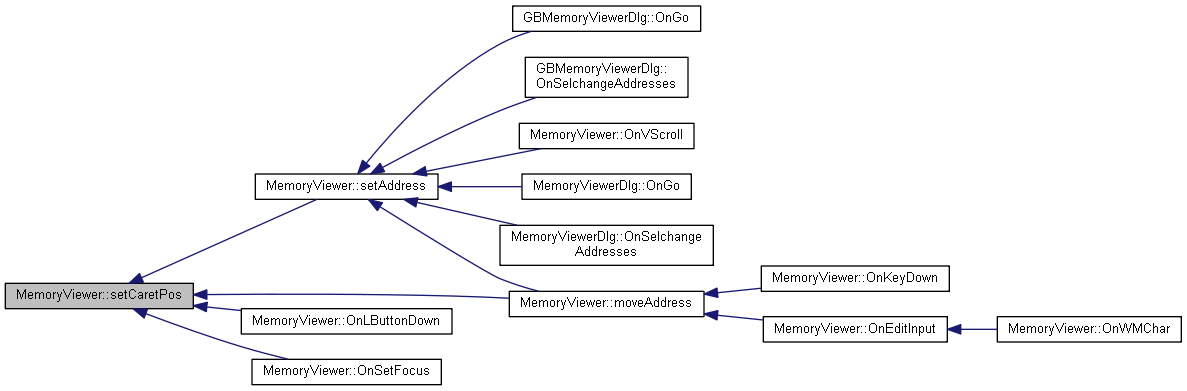 GBMemoryViewerDlg::OnGo
GBMemoryViewerDlg::
OnSelchangeAddresses
MemoryViewer::OnVScroll
MemoryViewer::setAddress
MemoryViewerDlg::OnGo
MemoryViewerDlg::OnSelchange
Addresses
MemoryViewer::OnKeyDown
MemoryViewer::setCaretPos
MemoryViewer::moveAddress
MemoryViewer::OnLButtonDown
MemoryViewer::OnEditInput
MemoryViewer::OnWMChar
MemoryViewer::OnSetFocus